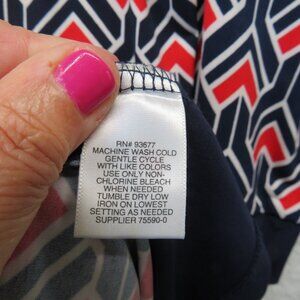 RN# 93677
MACHINE WASH COLD
GENTLE CYCLE
WITH LIKE COLORS
USE ONLY NON-
CHLORINE BLEACH
WHEN NEEDED
TUMBLE DRY LOW
IRON ON LOWEST
SETTING AS NEEDED
SUPPLIER 75590-0